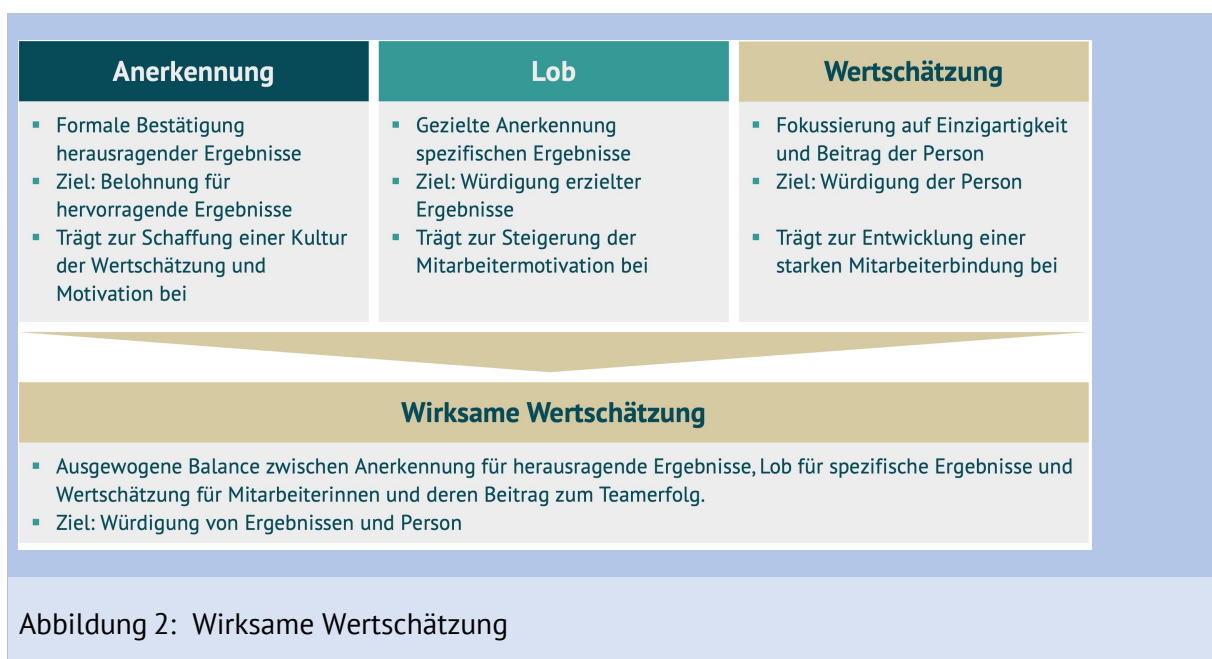 Anerkennung
▪ Formale Bestätigung
herausragender Ergebnisse
▪ Ziel: Belohnung für
hervorragende Ergebnisse
▪ Trägt zur Schaffung einer Kultur
der Wertschätzung und
Motivation bei
Lob
▪ Gezielte Anerkennung
spezifischen Ergebnisse
▪ Ziel: Würdigung erzielter
Ergebnisse
▪ Trägt zur Steigerung der
Mitarbeitermotivation bei
Wertschätzung
▪ Fokussierung auf Einzigartigkeit
und Beitrag der Person
▪ Ziel: Würdigung der Person
▪ Trägt zur Entwicklung einer
starken Mitarbeiterbindung bei
Wirksame Wertschätzung
▪ Ausgewogene Balance zwischen Anerkennung für herausragende Ergebnisse, Lob für spezifische Ergebnisse und
Wertschätzung für Mitarbeiterinnen und deren Beitrag zum Teamerfolg.
▪ Ziel: Würdigung von Ergebnissen und Person
Abbildung 2: Wirksame Wertschätzung